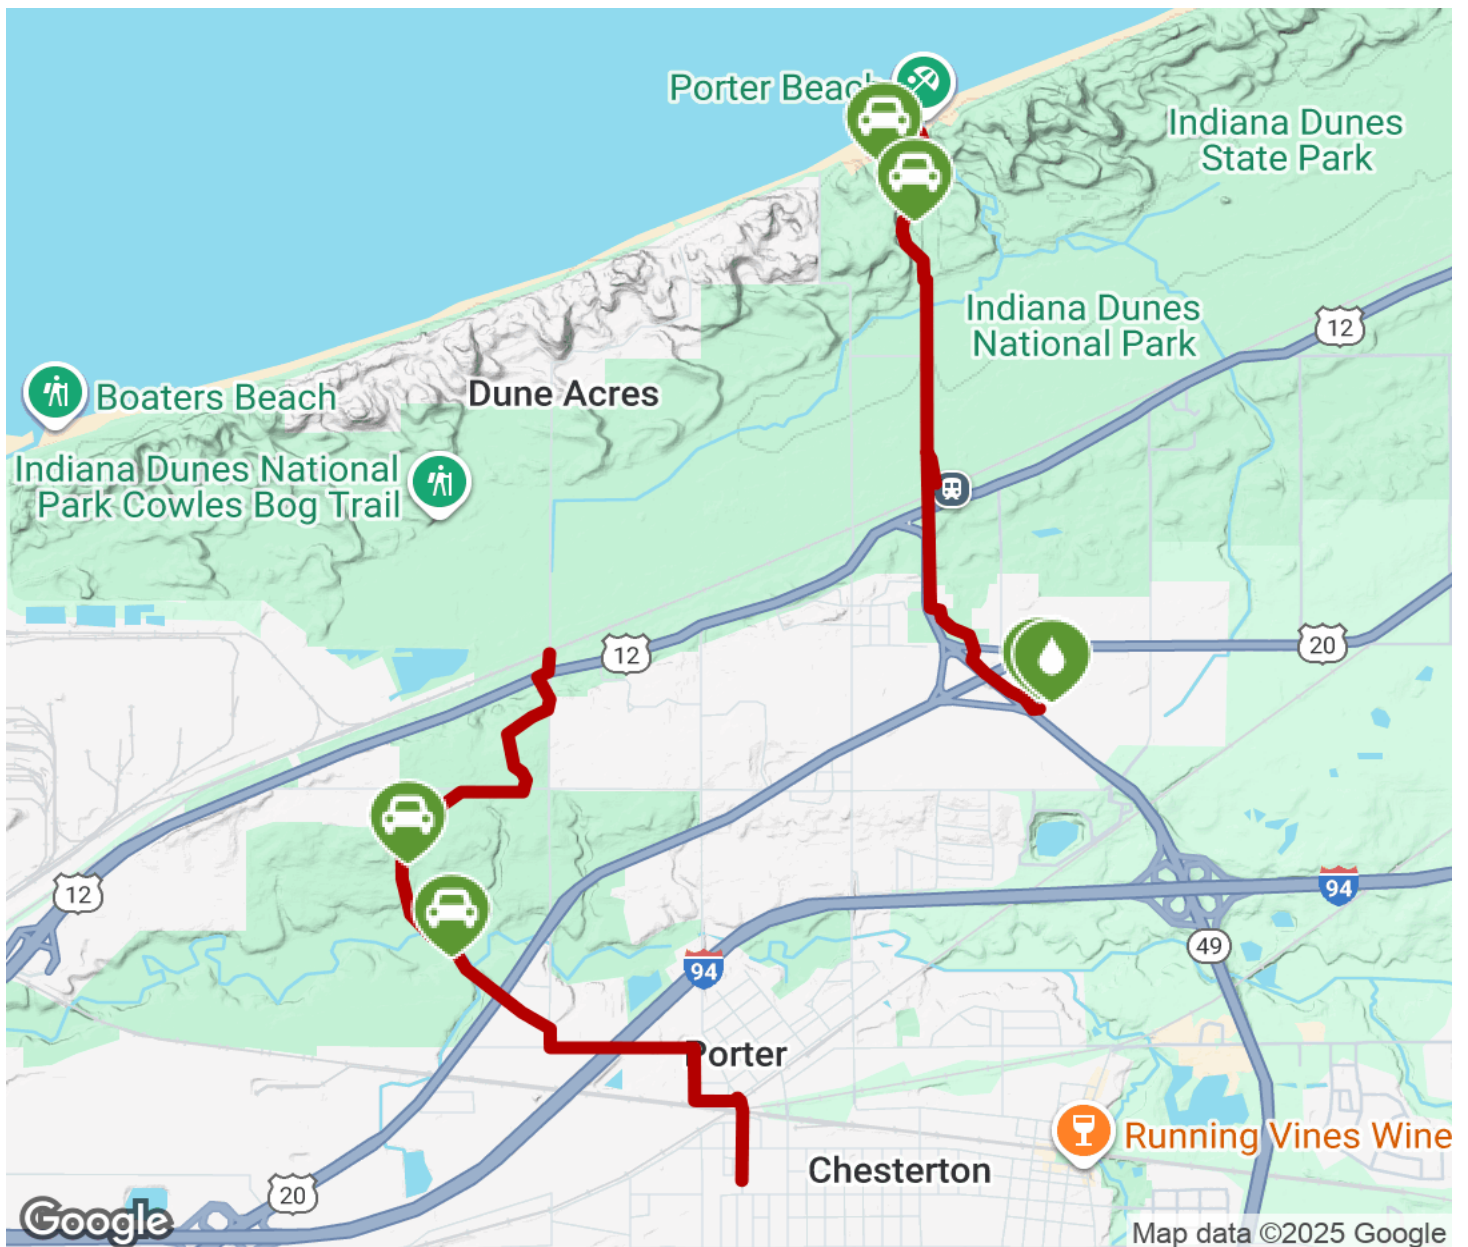 Porter Beach
Indiana Dunes
State Park
Indiana Dunes
National Park
12
Boaters Beach
Dune Acres
Indiana Dunes National
Park Cowles Bog Trail
12
20
12
94
49
94
Porter
Running Vines Wine
Chesterton
20
Google
Map data ©2025 Google